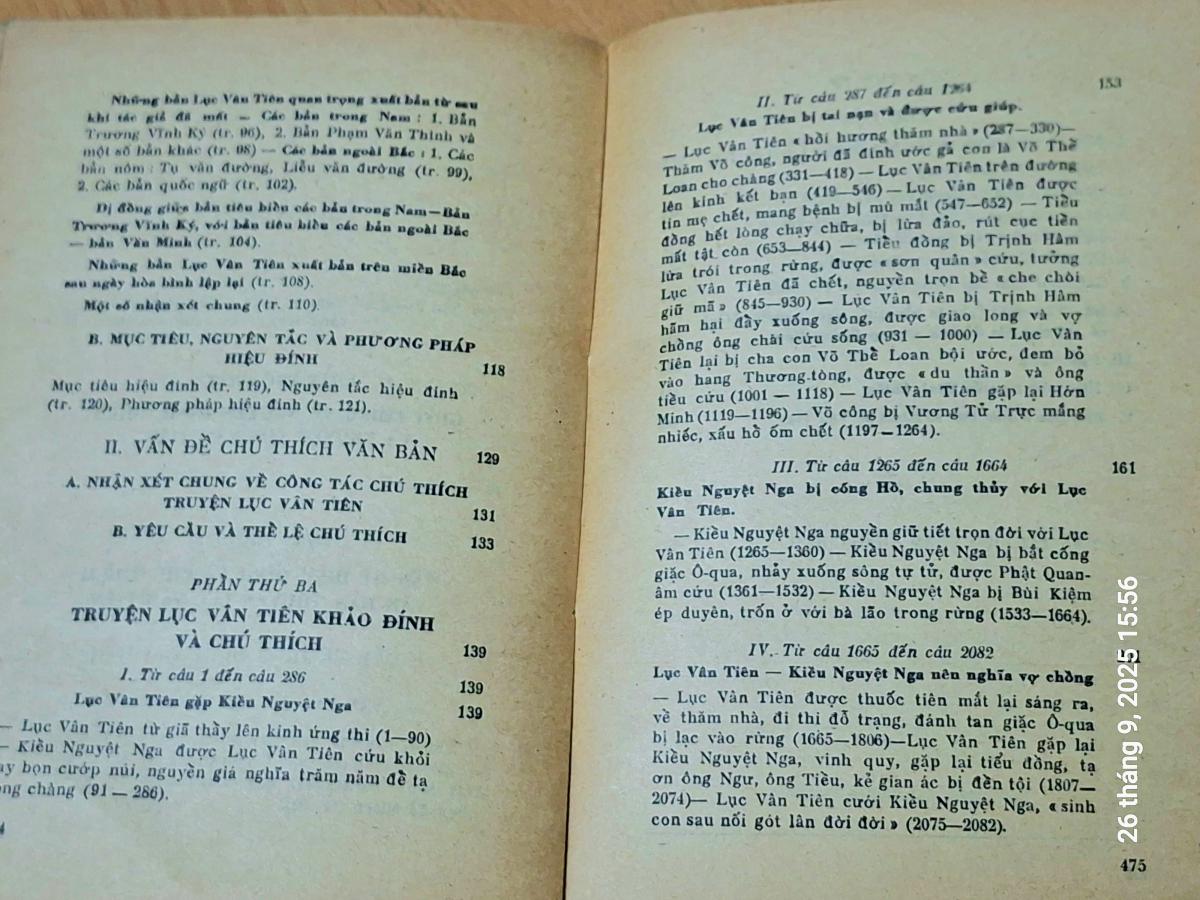 Những bản Lục Vân Tiên quan trọng xuất bản từ sau
khi tác giả đã mất — Các bản trong Nam : 1. Bản
Trương Vĩnh Ký (tr. 96), 2. Bản Phạm Văn Thình và
một số bản khác (tr. 98) — Các bản ngoài Bắc : 1. Các
bản nôm : Tụ văn đường, Liễu văn đường (tr. 99),
2. Các bản quốc ngữ (tr. 102).
Dị đồng giữa bản tiêu biểu các bản trong Nam—Bản
Trương Vĩnh Ký, với bản tiêu biểu các bản ngoài Bắc
— bản Văn Minh (tr. 104).
Những bản Lục Vân Tiên xuất bản trên miền Bắc
sau ngày hòa bình lập lại (tr. 108).
Một số nhận xét chung (tr. 110).
B. MỤC TIÊU, NGUYÊN TẮC VÀ PHƯƠNG PHÁP
HIỆU ĐÍNH 118
Mục tiêu hiệu đính (tr. 119), Nguyên tắc hiệu đính
(tr. 120), Phương pháp hiệu đính (tr. 121).
II. VẤN ĐỀ CHÚ THÍCH VĂN BẢN 129
A. NHẬN XÉT CHUNG VỀ CÔNG TÁC CHÚ THÍCH
TRUYỆN LỤC VÂN TIÊN 131
B. YÊU CẦU VÀ THỂ LỆ CHÚ THÍCH 133
PHẦN THỨ BA
TRUYỆN LỤC VÂN TIÊN KHẢO ĐÍNH
VÀ CHÚ THÍCH 139
I. Từ câu 1 đến câu 286 139
Lục Vân Tiên gặp Kiều Nguyệt Nga 139
— Lục Vân Tiên từ giã thầy lên kinh ứng thi (1—90)
— Kiều Nguyệt Nga được Lục Vân Tiên cứu khỏi
ay bọn cướp núi, nguyền giá nghĩa trăm năm đề tạ
ng chàng (91 — 286).
4
II. Từ câu 287 đến câu 1264 153
Lục Vân Tiên bị tai nạn và được cứu giúp.
— Lục Vân Tiên « hồi hương thăm nhà » (287—330)—
Thăm Võ công, người đã đính ước gả con là Võ Thề
Loan cho chàng (331—418) — Lục Vân Tiên trên đường
lên kinh kết bạn (419—546) — Lục Vân Tiên được
tin mẹ chết, mang bệnh bị mù mắt (547—652) — Tiều
đồng hết lòng chạy chữa, bị lừa đảo, rút cục tiền
mất tật còn (653—844) — Tiều đồng bị Trịnh Hâm
lừa trói trong rừng, được « sơn quân » cứu, tưởng
Lục Vân Tiên đã chết, nguyền trọn bề « che chòi
giữ mã » (845—930) — Lục Vân Tiên bị Trịnh Hâm
hãm hại đầy xuống sông, được giao long và vợ
chồng ông chài cứu sống (931 — 1000) — Lục Vân
Tiên lại bị cha con Võ Thề Loan bội ước, đem bỏ
vào hang Thương-tòng, được « du thần » và ông
tiều cứu (1001 — 1118) — Lục Vân Tiên gặp lại Hớn
Minh (1119—1196) — Võ công bị Vương Tử Trực mắng
nhiếc, xấu hồ ốm chết (1197—1264).
III. Từ câu 1265 đến câu 1664 161
Kiều Nguyệt Nga bị cống Hồ, chung thủy với Lục
Vân Tiên.
— Kiều Nguyệt Nga nguyền giữ tiết trọn đời với Lục
Vân Tiên (1265—1360) — Kiều Nguyệt Nga bị bắt cống
giặc Ô-qua, nhảy xuống sông tự tử, được Phật Quan-
âm cứu (1361—1532) — Kiều Nguyệt Nga bị Bùi Kiệm
ép duyên, trốn ở với bà lão trong rừng (1533—1664).
IV. Từ câu 1665 đến câu 2082
Lục Vân Tiên — Kiều Nguyệt Nga nên nghĩa vợ chồng
— Lục Vân Tiên được thuốc tiên mắt lại sáng ra,
về thăm nhà, đi thi đỗ trạng, đánh tan giặc Ô-qua
bị lạc vào rừng (1665—1806)—Lục Vân Tiên gặp lại
Kiều Nguyệt Nga, vinh quy, gặp lại tiểu đồng, tạ
ơn ông Ngư, ông Tiều, kẻ gian ác bị đền tội (1807—
2074)— Lục Vân Tiên cưới Kiều Nguyệt Nga, « sinh
con sau nối gót lân đời đời » (2075—2082).
475
26 tháng 9, 2025 15:56